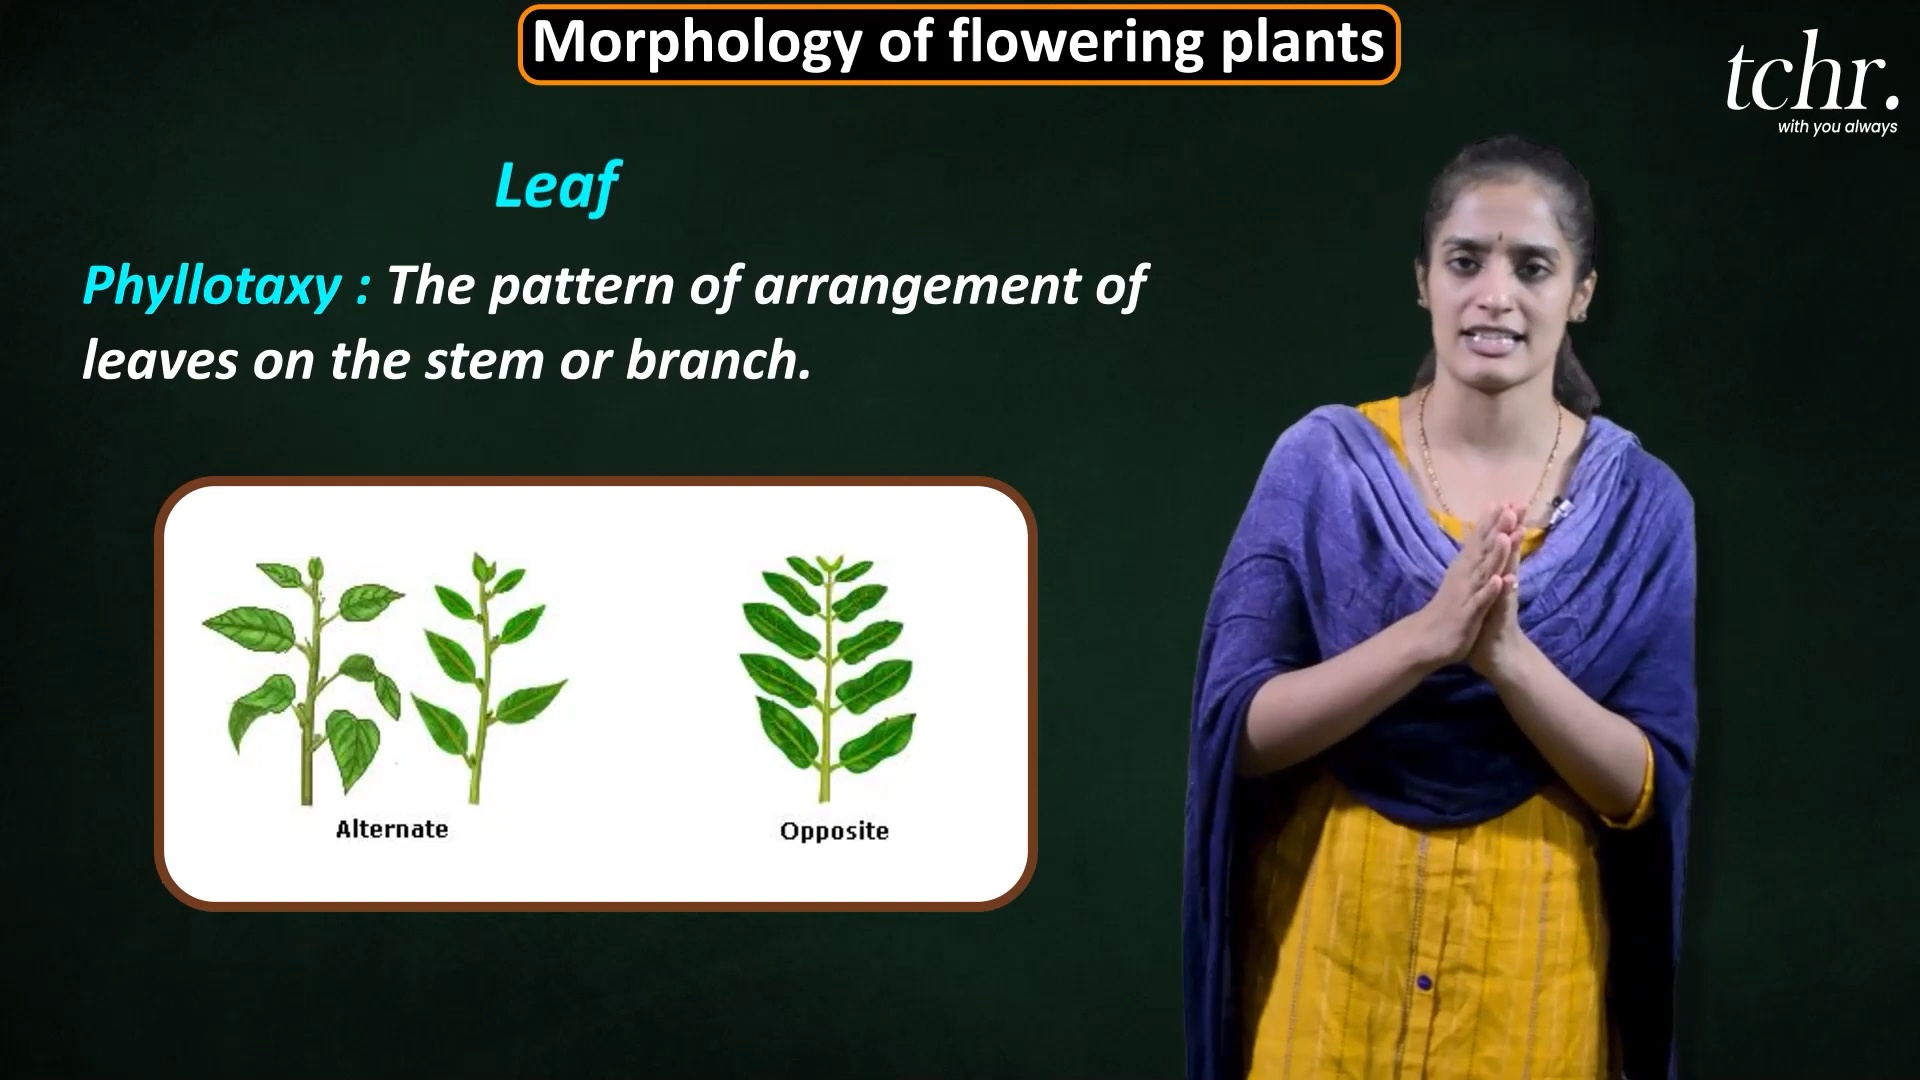 Morphology of flowering plants
tchr.
with you always
Leaf
Phyllotaxy : The pattern of arrangement of
leaves on the stem or branch.
Alternate
Opposite